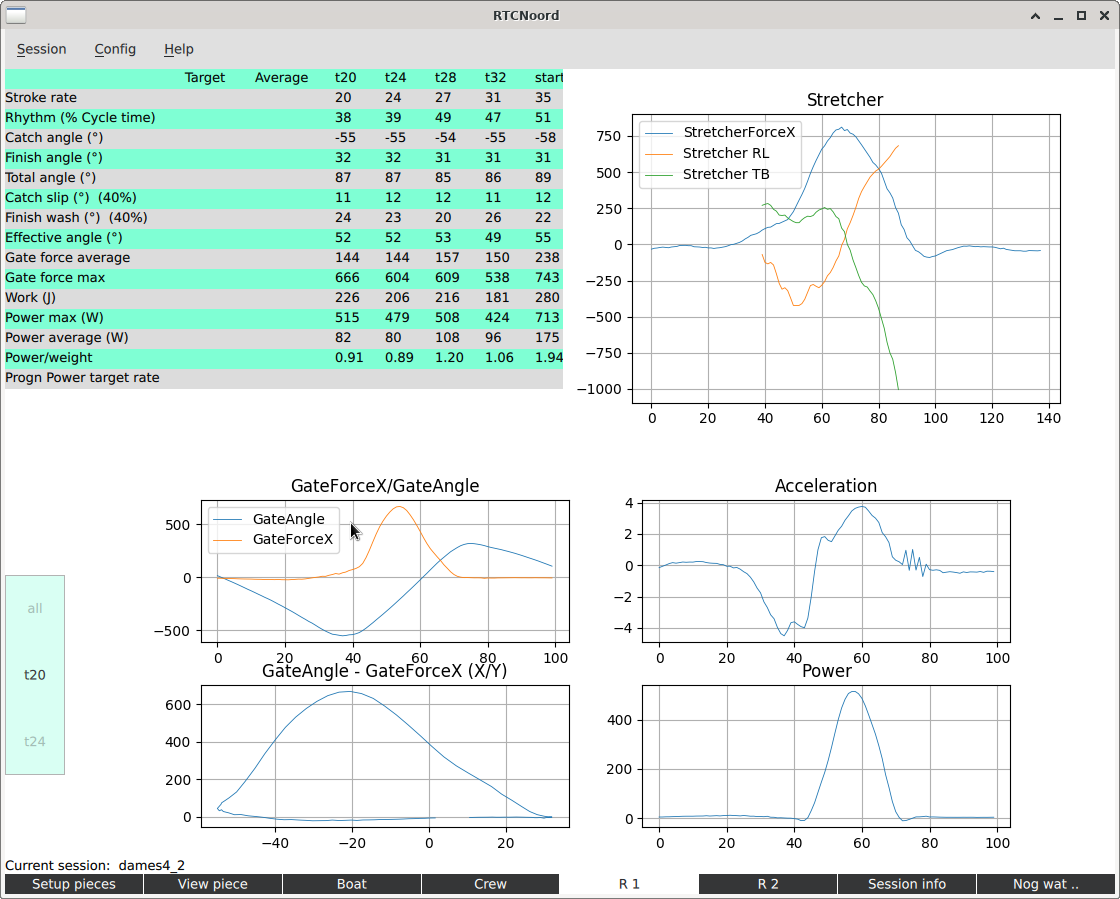 RTCNoord
Session Config Help
Target Average t20 t24 t28 t32 start
Stroke rate 20 24 27 31 35
Rhythm (% Cycle time) 38 39 49 47 51
Catch angle (°) -55 -55 -54 -55 -58
Finish angle (°) 32 32 31 31 31
Total angle (°) 87 87 85 86 89
Catch slip (°) (40%) 11 12 12 11 12
Finish wash (°) (40%) 24 23 20 26 22
Effective angle (°) 52 52 53 49 55
Gate force average 144 144 157 150 238
Gate force max 666 604 609 538 743
Work (J) 226 206 216 181 280
Power max (W) 515 479 508 424 713
Power average (W) 82 80 108 96 175
Power/weight 0.91 0.89 1.20 1.06 1.94
Progn Power target rate
Stretcher
StretcherForceX
Stretcher RL
Stretcher TB
750
500
250
0
−250
−500
−750
−1000
0 20 40 60 80 100 120 140
GateForceX/GateAngle
GateAngle
GateForceX
500
0
−500
0 20 40 60 80 100
Acceleration
4
2
0
−2
−4
0 20 40 60 80 100
all
t20
t24
GateAngle - GateForceX (X/Y)
600
400
200
0
−40 −20 0 20
Power
400
200
0
0 20 40 60 80 100
Current session: dames4_2
Setup pieces View piece Boat Crew R 1 R 2 Session info Nog wat ..